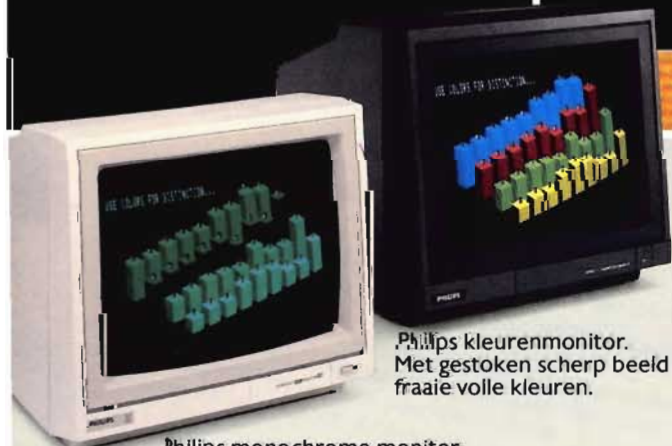 USE COLORS FOR DISTINCTION...
USE COLORS FOR DISTINCTION...
PHILIPS
PHILIPS
Philips kleurenmonitor.
Met gestoken scherp beeld
fraaie volle kleuren.
Philips monochrome monitor